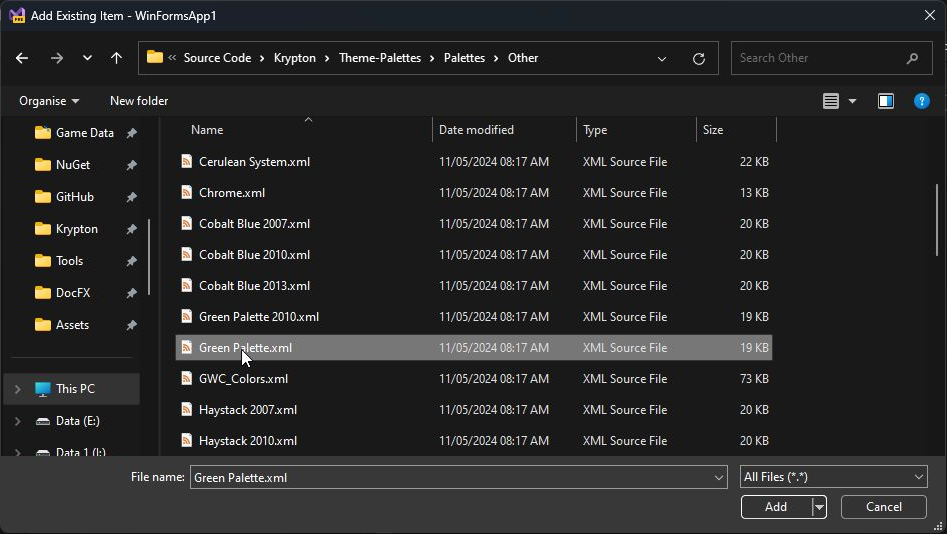 Add Existing Item - WinFormsApp1
« Source Code > Krypton > Theme-Palettes > Palettes > Other
Search Other
Organise New folder
Game Data
NuGet
GitHub
Krypton
Tools
DocFX
Assets
This PC
Data (E:)
Data 1 (I:)
Name Date modified Type Size
Cerulean System.xml 11/05/2024 08:17 AM XML Source File 22 KB
Chrome.xml 11/05/2024 08:17 AM XML Source File 13 KB
Cobalt Blue 2007.xml 11/05/2024 08:17 AM XML Source File 20 KB
Cobalt Blue 2010.xml 11/05/2024 08:17 AM XML Source File 20 KB
Cobalt Blue 2013.xml 11/05/2024 08:17 AM XML Source File 20 KB
Green Palette 2010.xml 11/05/2024 08:17 AM XML Source File 19 KB
Green Palette.xml 11/05/2024 08:17 AM XML Source File 19 KB
GWC_Colors.xml 11/05/2024 08:17 AM XML Source File 73 KB
Haystack 2007.xml 11/05/2024 08:17 AM XML Source File 20 KB
Haystack 2010.xml 11/05/2024 08:17 AM XML Source File 20 KB
File name: Green Palette.xml All Files (*.*)
Add Cancel